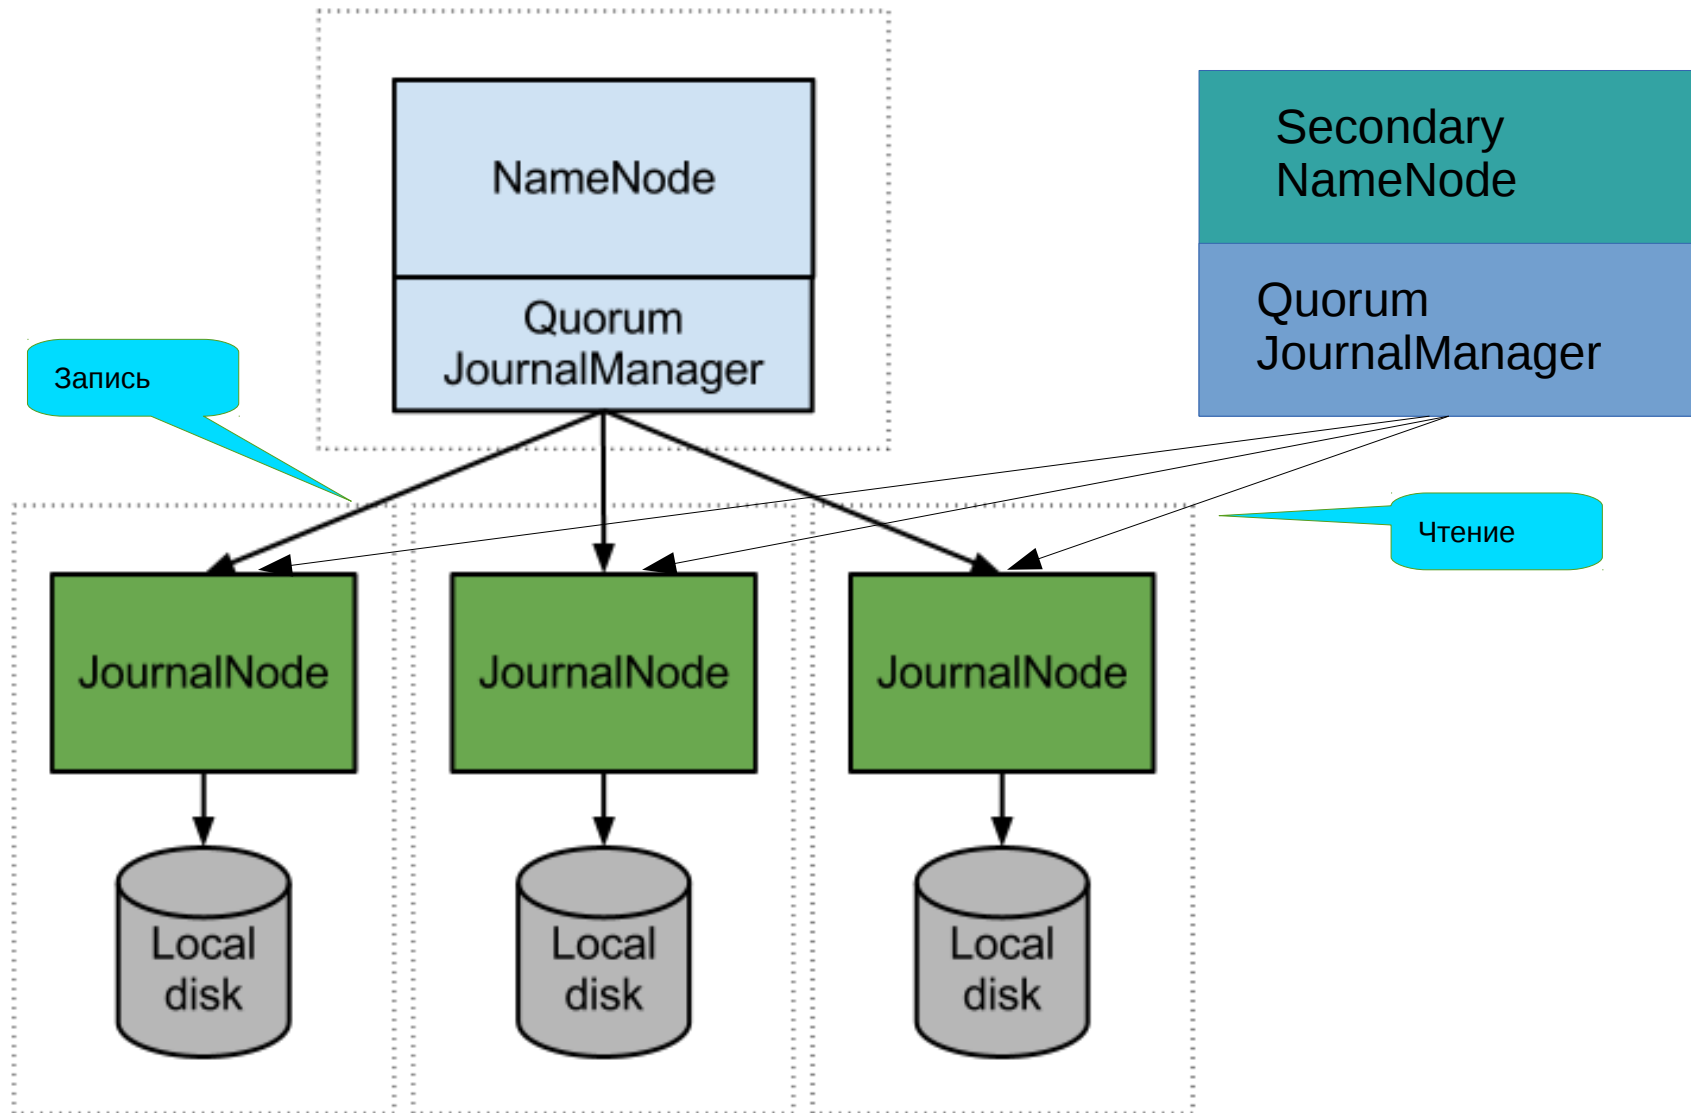 NameNode
Quorum
JournalManager
Secondary
NameNode
Quorum
JournalManager
Запись
Чтение
JournalNode
JournalNode
JournalNode
Local
disk
Local
disk
Local
disk